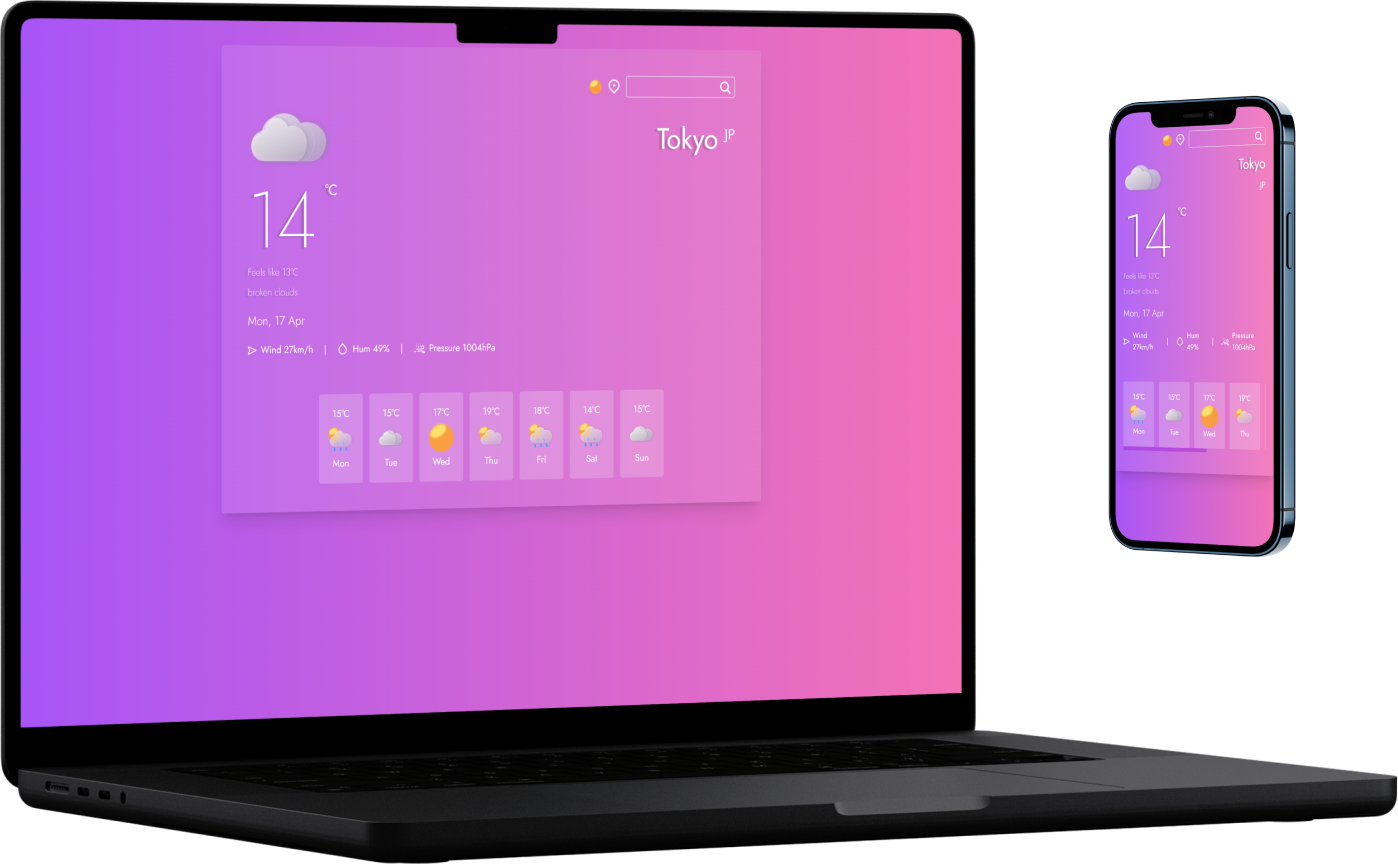 Tokyo JP
14 °C
Feels like 13°C
broken clouds
Mon, 17 Apr
Wind 27km/h | Hum 49% | Pressure 1004hPa
15°C 15°C 17°C 19°C 18°C 14°C 15°C
Mon Tue Wed Thu Fri Sat Sun
Tokyo
JP
14 °C
Feels like 13°C
broken clouds
Mon, 17 Apr
Wind | Hum | Pressure
27km/h 49% 1004hPa
15°C 15°C 17°C 19°C
Mon Tue Wed Thu